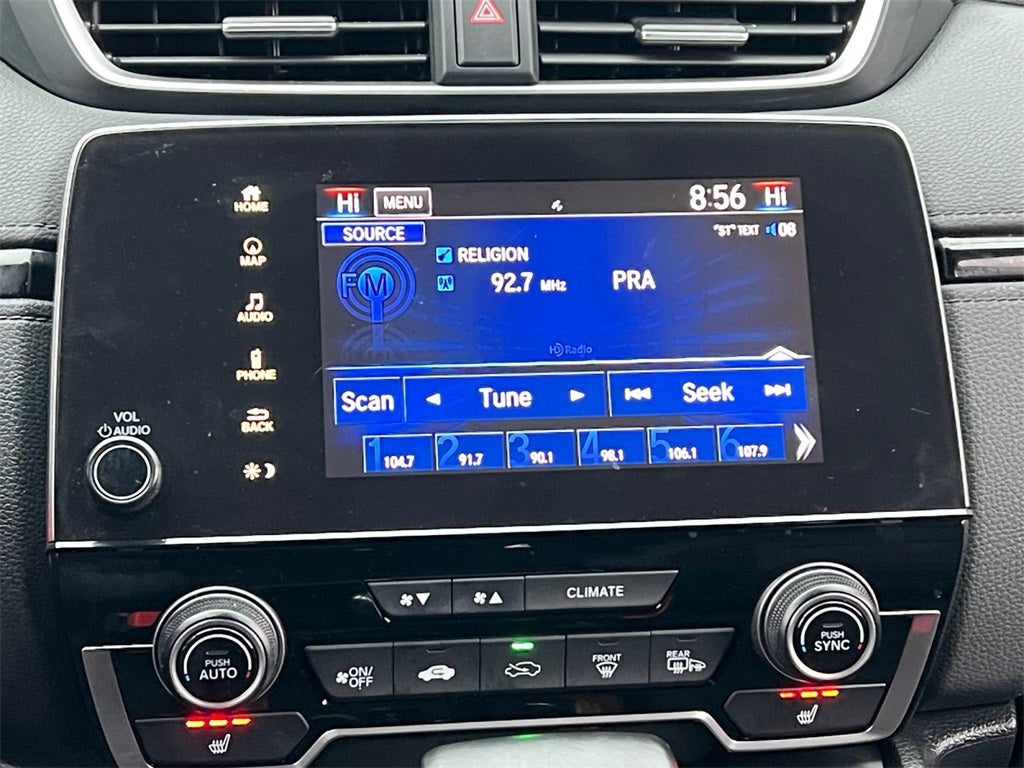 Hi MENU 8:56 Hi
SOURCE "ST" TEXT 08
FM RELIGION
92.7 MHz PRA
HD Radio
Scan Tune Seek
1 104.7 2 91.7 3 90.1 4 98.1 5 106.1 6 107.9
HOME
MAP
AUDIO
PHONE
BACK
VOL
AUDIO
CLIMATE
PUSH
AUTO
ON/
OFF
FRONT
REAR
PUSH
SYNC